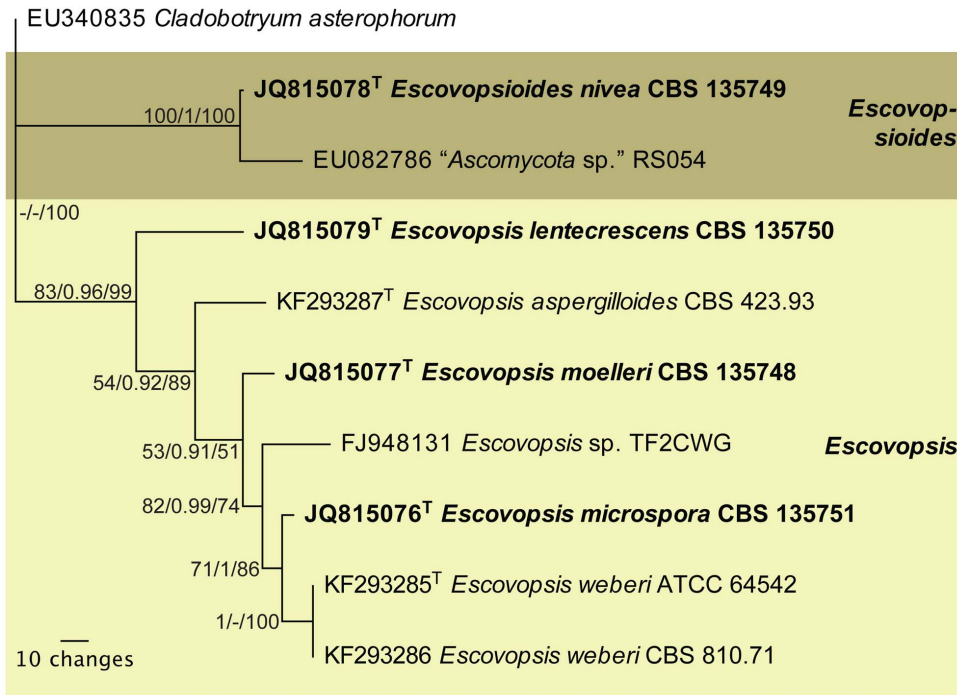 EU340835 Cladobotryum asterophorum
JQ815078ᵀ Escovopsioides nivea CBS 135749
Escovop-
sioides
100/1/100
EU082786 “Ascomycota sp.” RS054
-/-/100
JQ815079ᵀ Escovopsis lentecrescens CBS 135750
83/0.96/99
KF293287ᵀ Escovopsis aspergilloides CBS 423.93
54/0.92/89
JQ815077ᵀ Escovopsis moelleri CBS 135748
53/0.91/51
FJ948131 Escovopsis sp. TF2CWG
Escovopsis
82/0.99/74
JQ815076ᵀ Escovopsis microspora CBS 135751
71/1/86
KF293285ᵀ Escovopsis weberi ATCC 64542
1/-/100
KF293286 Escovopsis weberi CBS 810.71
10 changes